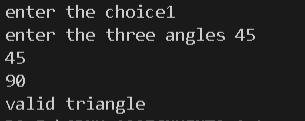 enter the choice1
enter the three angles 45
45
90
valid triangle